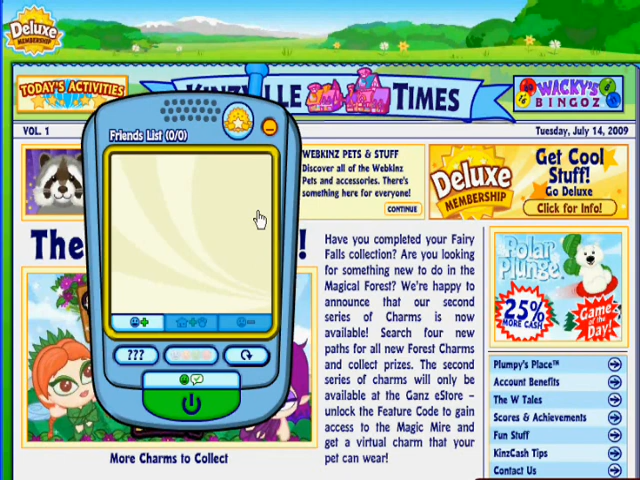 Deluxe
MEMBERSHIP
TODAY'S ACTIVITIES
TIMES
WACKY'S
BINGOZ
VOL. 1
Tuesday, July 14, 2009
Friends List (0/0)
WEBKINZ PETS & STUFF
Discover all of the Webkinz
Pets and accessories. There's
something here for everyone!
CONTINUE
Deluxe
MEMBERSHIP
Get Cool
Stuff!
Go Deluxe
Click for Info!
The
!
Have you completed your Fairy
Falls collection? Are you looking
for something new to do in the
Magical Forest? We're happy to
announce that our second
series of Charms is now
available! Search four new
paths for all new Forest Charms
and collect prizes. The second
series of charms will only be
available at the Ganz eStore –
unlock the Feature Code to gain
access to the Magic Mire and
get a virtual charm that your
pet can wear!
???
More Charms to Collect
Polar
Plunge
25%
MORE CASH
Game
of the
Day!
Plumpy's Place™
Account Benefits
The W Tales
Scores & Achievements
Fun Stuff
KinzCash Tips
Contact Us